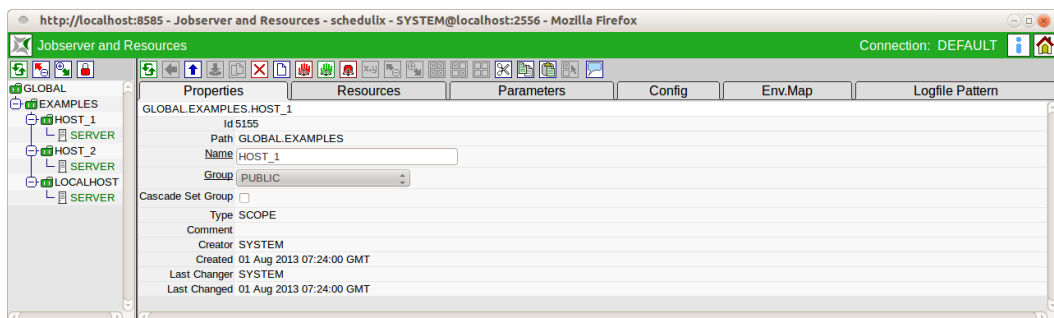 http://localhost:8585 - Jobserver and Resources - schedulix - SYSTEM@localhost:2556 - Mozilla Firefox
Jobserver and Resources
Connection: DEFAULT
GLOBAL
EXAMPLES
HOST_1
SERVER
HOST_2
SERVER
LOCALHOST
SERVER
x.y
Properties
Resources
Parameters
Config
Env.Map
Logfile Pattern
GLOBAL.EXAMPLES.HOST_1
Id 5155
Path GLOBAL.EXAMPLES
Name HOST_1
Group PUBLIC
Cascade Set Group
Type SCOPE
Comment
Creator SYSTEM
Created 01 Aug 2013 07:24:00 GMT
Last Changer SYSTEM
Last Changed 01 Aug 2013 07:24:00 GMT